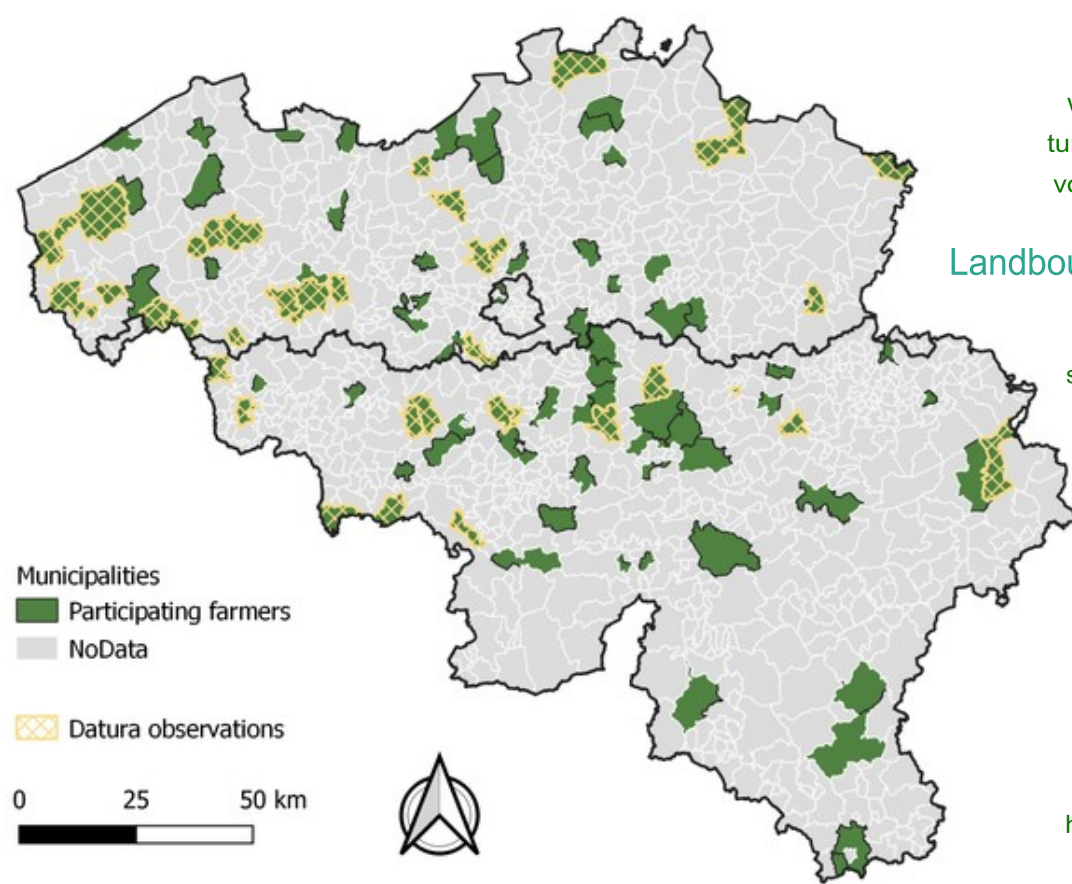 Landbou
Municipalities
Participating farmers
NoData
Datura observations
0 25 50 km